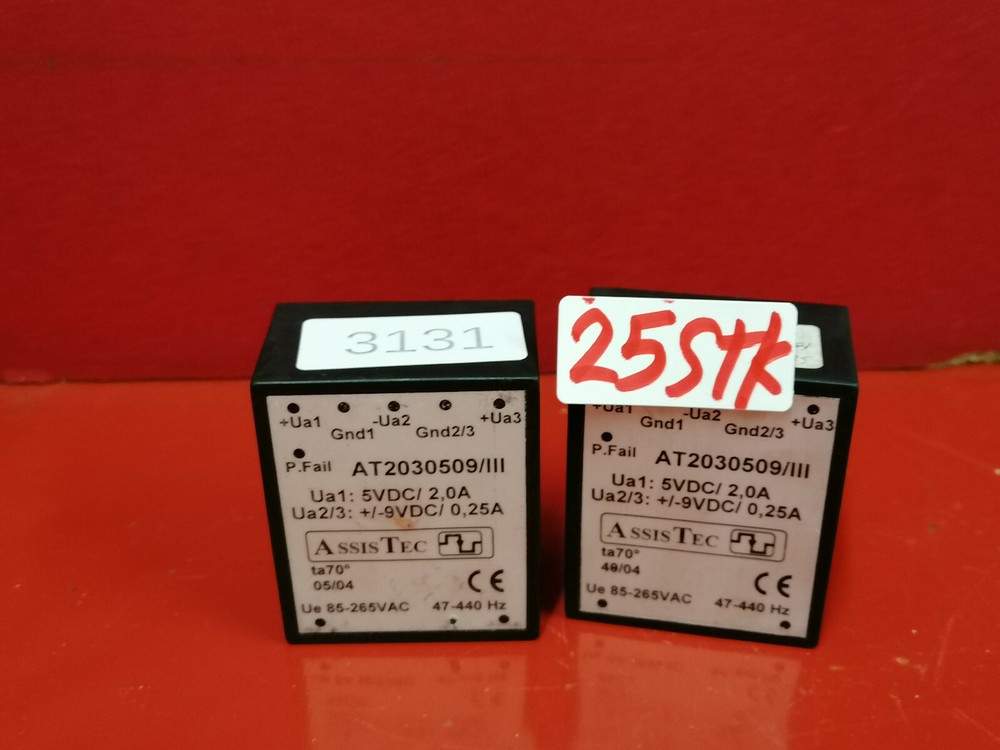 3131
+Ua1 -Ua2 +Ua3
Gnd1 Gnd2/3
P.Fail AT2030509/III
Ua1: 5VDC/ 2,0A
Ua2/3: +/-9VDC/ 0,25A
ASSISTEC
ta70°
05/04 CE
Ue 85-265VAC 47-440 Hz
25Stk
+Ua1 -Ua2 +Ua3
Gnd1 Gnd2/3
P.Fail AT2030509/III
Ua1: 5VDC/ 2,0A
Ua2/3: +/-9VDC/ 0,25A
ASSISTEC
ta70°
40/04 CE
Ue 85-265VAC 47-440 Hz